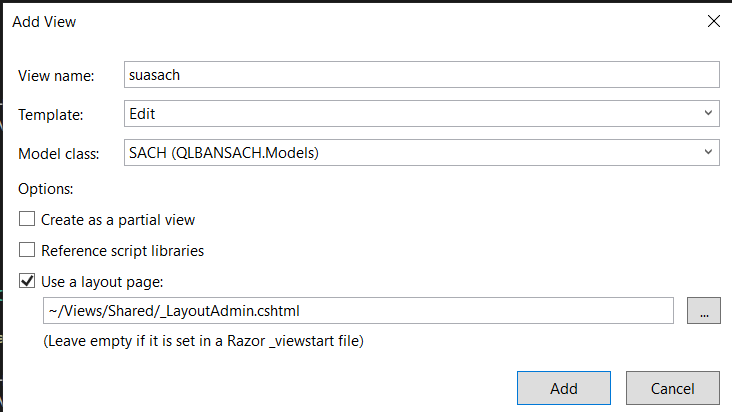 Add View
View name: suasach
Template: Edit
Model class: SACH (QLBANSACH.Models)
Options:
Create as a partial view
Reference script libraries
Use a layout page:
~/Views/Shared/_LayoutAdmin.cshtml
...
(Leave empty if it is set in a Razor _viewstart file)
Add Cancel